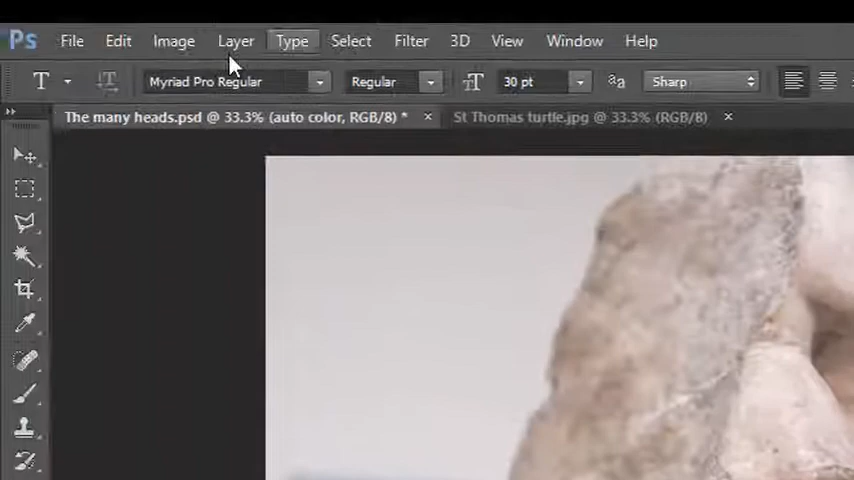 Ps File Edit Image Layer Type Select Filter 3D View Window Help
T Myriad Pro Regular Regular T 30 pt aa Sharp
The many heads.psd @ 33.3% (auto color, RGB/8) * × St Thomas turtle.jpg @ 33.3% (RGB/8) ×